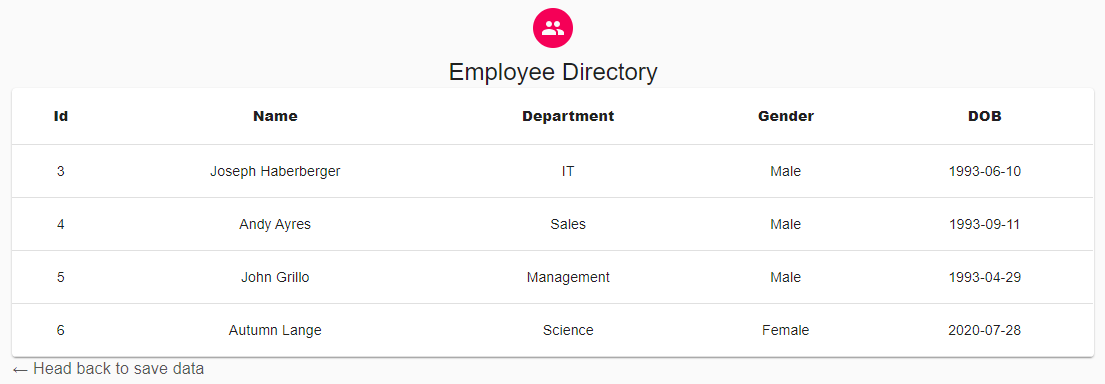 Employee Directory
Id Name Department Gender DOB
3 Joseph Haberberger IT Male 1993-06-10
4 Andy Ayres Sales Male 1993-09-11
5 John Grillo Management Male 1993-04-29
6 Autumn Lange Science Female 2020-07-28
← Head back to save data